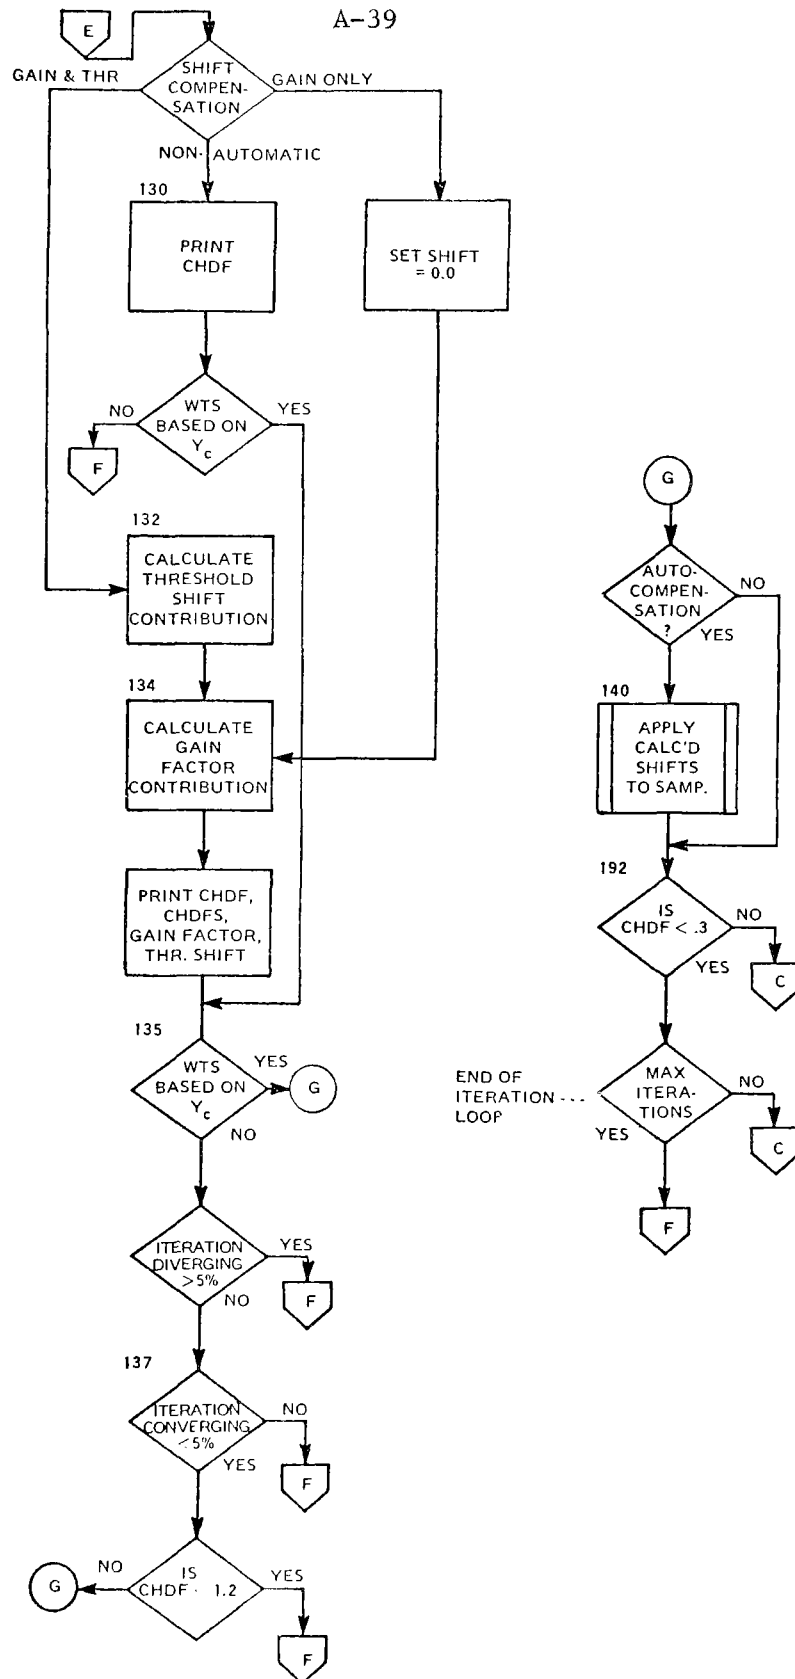 A-39
E
GAIN & THR
SHIFT
COMPEN-
SATION
GAIN ONLY
NON-AUTOMATIC
130
PRINT
CHDF
SET SHIFT
= 0.0
NO
WTS
BASED ON
Yc
YES
F
132
CALCULATE
THRESHOLD
SHIFT
CONTRIBUTION
134
CALCULATE
GAIN
FACTOR
CONTRIBUTION
PRINT CHDF,
CHDFS,
GAIN FACTOR,
THR. SHIFT
135
WTS
BASED ON
Yc
YES
G
NO
ITERATION
DIVERGING
>5%
YES
F
NO
137
ITERATION
CONVERGING
<5%
NO
F
YES
IS
CHDF 1.2
NO
G
YES
F
G
AUTO-
COMPEN-
SATION
?
NO
YES
140
APPLY
CALC'D
SHIFTS
TO SAMP.
192
IS
CHDF < .3
NO
C
YES
END OF
ITERATION ---
LOOP
MAX
ITERA-
TIONS
NO
C
YES
F